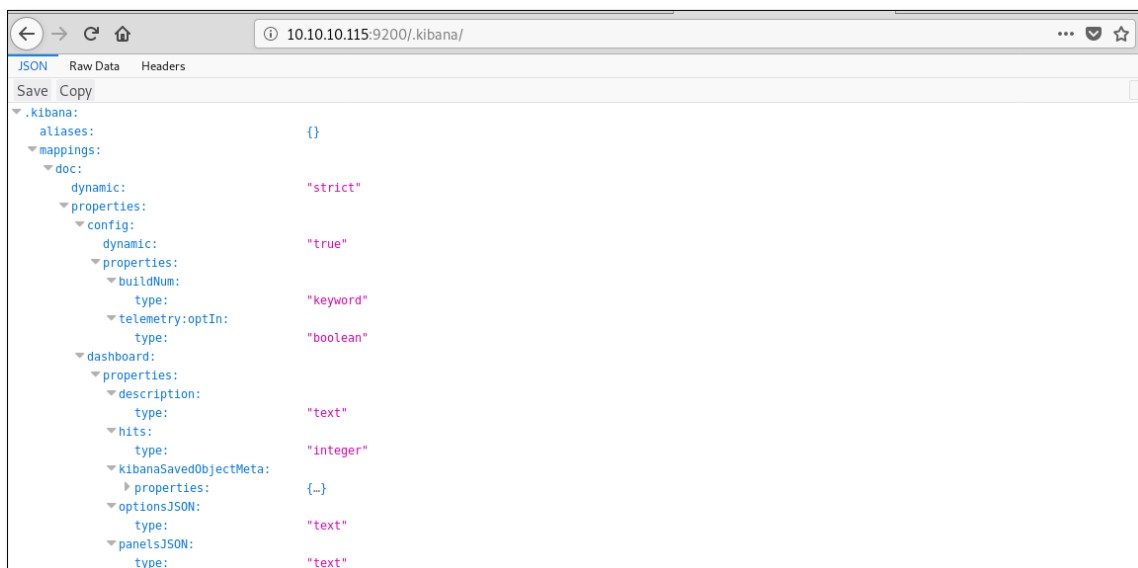 10.10.10.115:9200/.kibana/
JSON Raw Data Headers
Save Copy
.kibana:
aliases: {}
mappings:
doc:
dynamic: "strict"
properties:
config:
dynamic: "true"
properties:
buildNum:
type: "keyword"
telemetry:optIn:
type: "boolean"
dashboard:
properties:
description:
type: "text"
hits:
type: "integer"
kibanaSavedObjectMeta:
properties: {…}
optionsJSON:
type: "text"
panelsJSON:
type: "text"